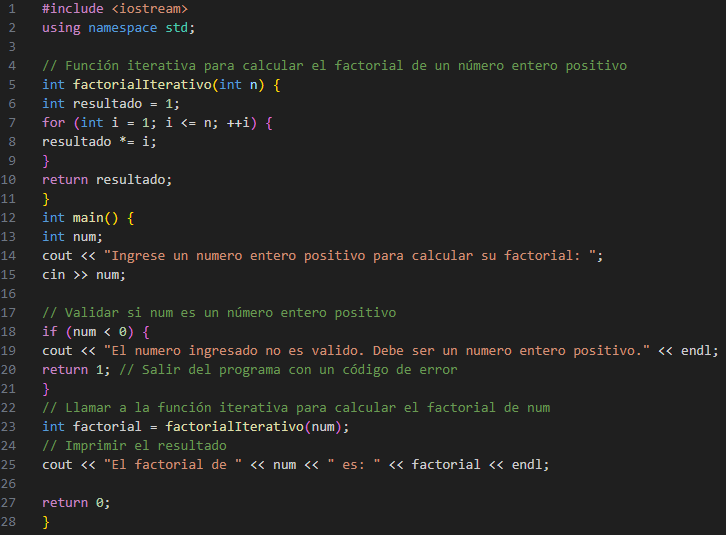 1 #include <iostream>
2 using namespace std;
3
4 // Función iterativa para calcular el factorial de un número entero positivo
5 int factorialIterativo(int n) {
6 int resultado = 1;
7 for (int i = 1; i <= n; ++i) {
8 resultado *= i;
9 }
10 return resultado;
11 }
12 int main() {
13 int num;
14 cout << "Ingrese un numero entero positivo para calcular su factorial: ";
15 cin >> num;
16
17 // Validar si num es un número entero positivo
18 if (num < 0) {
19 cout << "El numero ingresado no es valido. Debe ser un numero entero positivo." << endl;
20 return 1; // Salir del programa con un código de error
21 }
22 // Llamar a la función iterativa para calcular el factorial de num
23 int factorial = factorialIterativo(num);
24 // Imprimir el resultado
25 cout << "El factorial de " << num << " es: " << factorial << endl;
26
27 return 0;
28 }